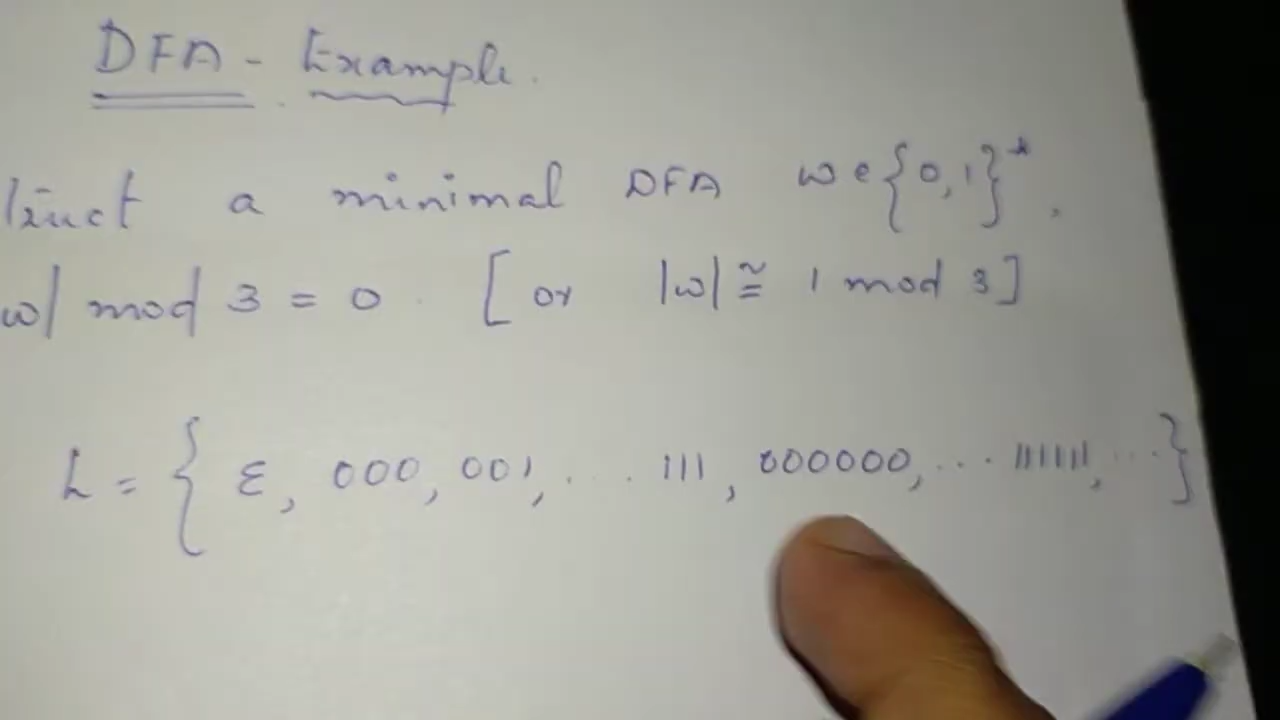 DFA - Example.
truct a minimal DFA w e {0,1}*.
w| mod 3 = 0. [or |w| ≅ 1 mod 3]
L = { ε, 000, 001, .... 111, 000000, ... 111111, ... }